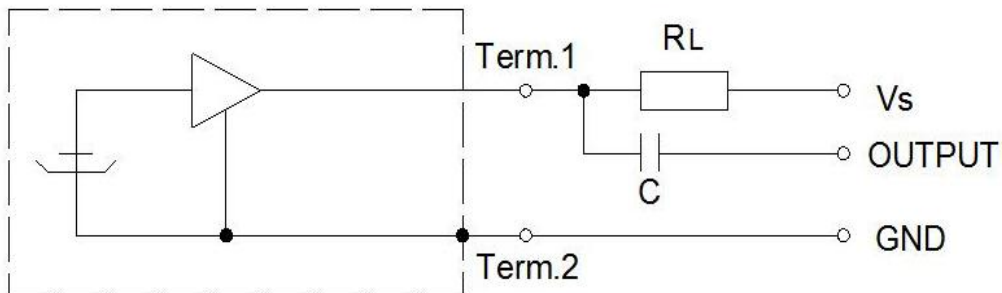 RL
Term.1
Vs
OUTPUT
C
GND
Term.2